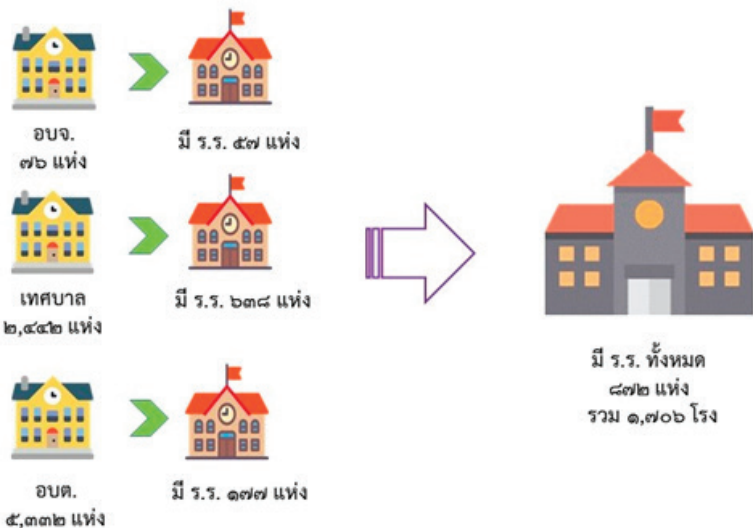 อบจ.
๗๖ แห่ง
มี ร.ร. ๕๗ แห่ง
เทศบาล
๒,๔๔๒ แห่ง
มี ร.ร. ๖๓๘ แห่ง
อบต.
๕,๓๓๒ แห่ง
มี ร.ร. ๑๗๗ แห่ง
มี ร.ร. ทั้งหมด
๘๗๒ แห่ง
รวม ๑,๗๐๖ โรง